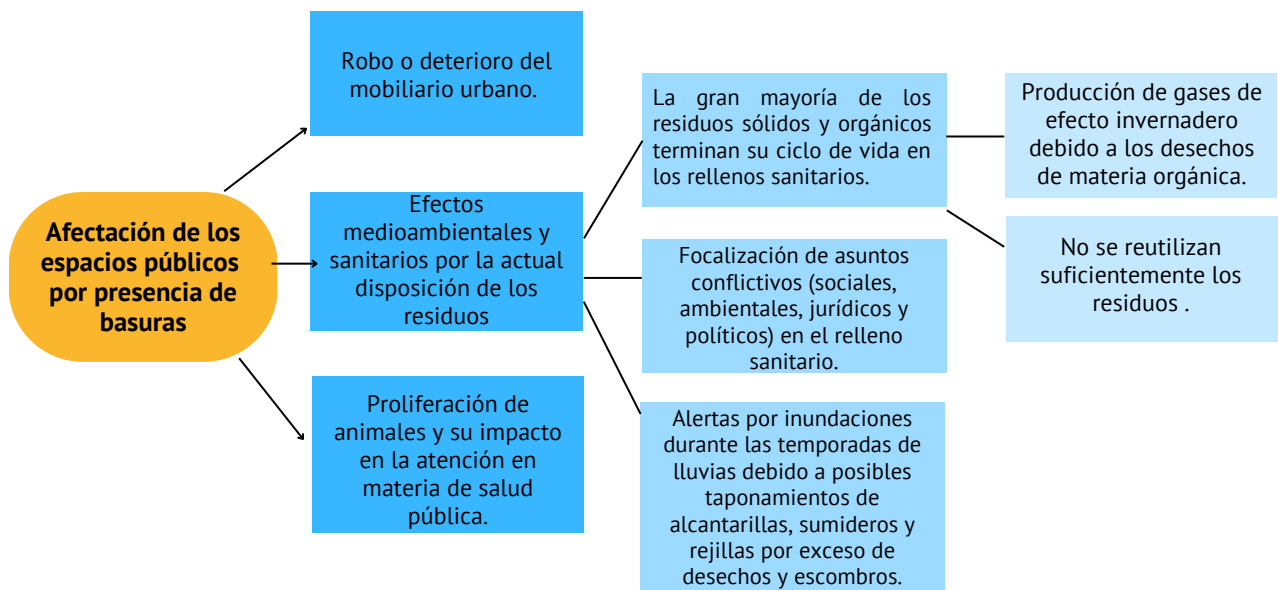 Afectación de los
espacios públicos
por presencia de
basuras
Robo o deterioro del
mobiliario urbano.
Efectos
medioambientales y
sanitarios por la actual
disposición de los
residuos
Proliferación de
animales y su impacto
en la atención en
materia de salud
pública.
La gran mayoría de los
residuos sólidos y orgánicos
terminan su ciclo de vida en
los rellenos sanitarios.
Focalización de asuntos
conflictivos (sociales,
ambientales, jurídicos y
políticos) en el relleno
sanitario.
Alertas por inundaciones
durante las temporadas de
lluvias debido a posibles
taponamientos de
alcantarillas, sumideros y
rejillas por exceso de
desechos y escombros.
Producción de gases de
efecto invernadero
debido a los desechos
de materia orgánica.
No se reutilizan
suficientemente los
residuos .